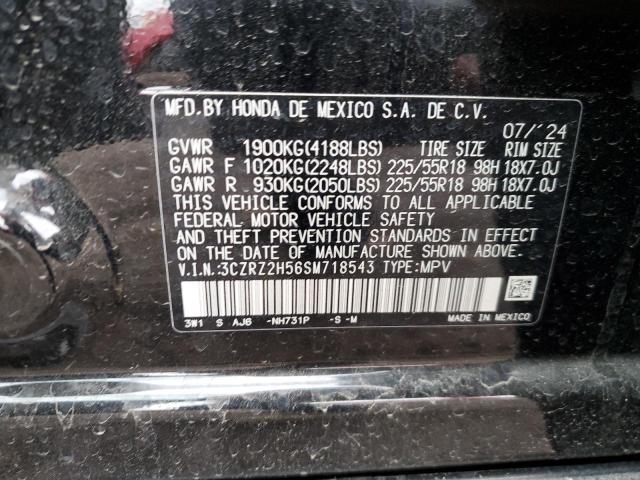 MFD. BY HONDA DE MEXICO S.A. DE C.V.
07/´24
GVWR 1900KG(4188LBS) TIRE SIZE RIM SIZE
GAWR F 1020KG(2248LBS) 225/55R18 98H 18X7.0J
GAWR R 930KG(2050LBS) 225/55R18 98H 18X7.0J
THIS VEHICLE CONFORMS TO ALL APPLICABLE
FEDERAL MOTOR VEHICLE SAFETY
AND THEFT PREVENTION STANDARDS IN EFFECT
ON THE DATE OF MANUFACTURE SHOWN ABOVE.
V.I.N.:3CZRZ2H56SM718543 TYPE:MPV
3W1 S AJ6 -NH731P -S-M MADE IN MEXICO